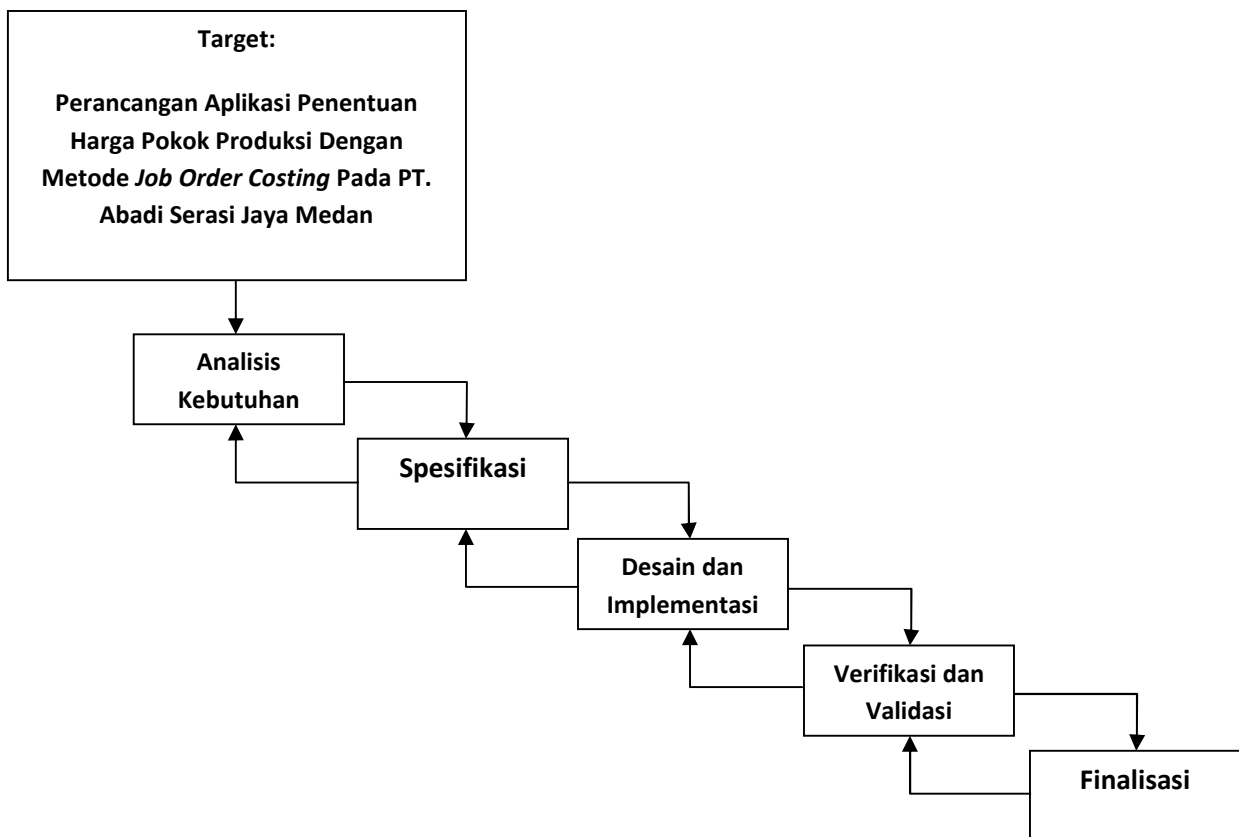 Target:
Perancangan Aplikasi Penentuan
Harga Pokok Produksi Dengan
Metode Job Order Costing Pada PT.
Abadi Serasi Jaya Medan
Analisis
Kebutuhan
Spesifikasi
Desain dan
Implementasi
Verifikasi dan
Validasi
Finalisasi